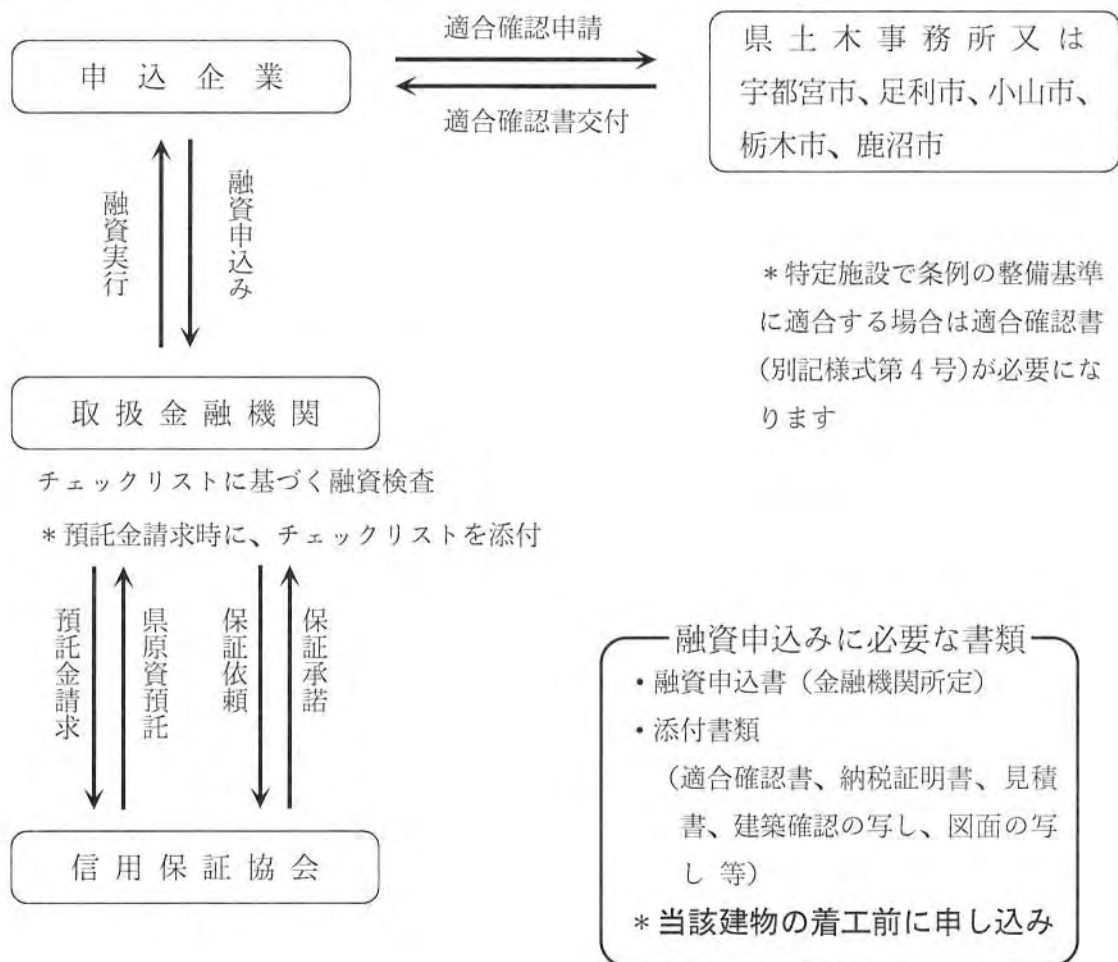 申込企業
適合確認申請
適合確認書交付
県土木事務所又は
宇都宮市、足利市、小山市、
栃木市、鹿沼市
融資実行
融資申込み
＊特定施設で条例の整備基準
に適合する場合は適合確認書
(別記様式第４号)が必要にな
ります
取扱金融機関
チェックリストに基づく融資検査
＊預託金請求時に、チェックリストを添付
預託金請求
県原資預託
保証依頼
保証承諾
信用保証協会
融資申込みに必要な書類
・融資申込書（金融機関所定）
・添付書類
（適合確認書、納税証明書、見積
書、建築確認の写し、図面の写
し 等）
＊当該建物の着工前に申し込み